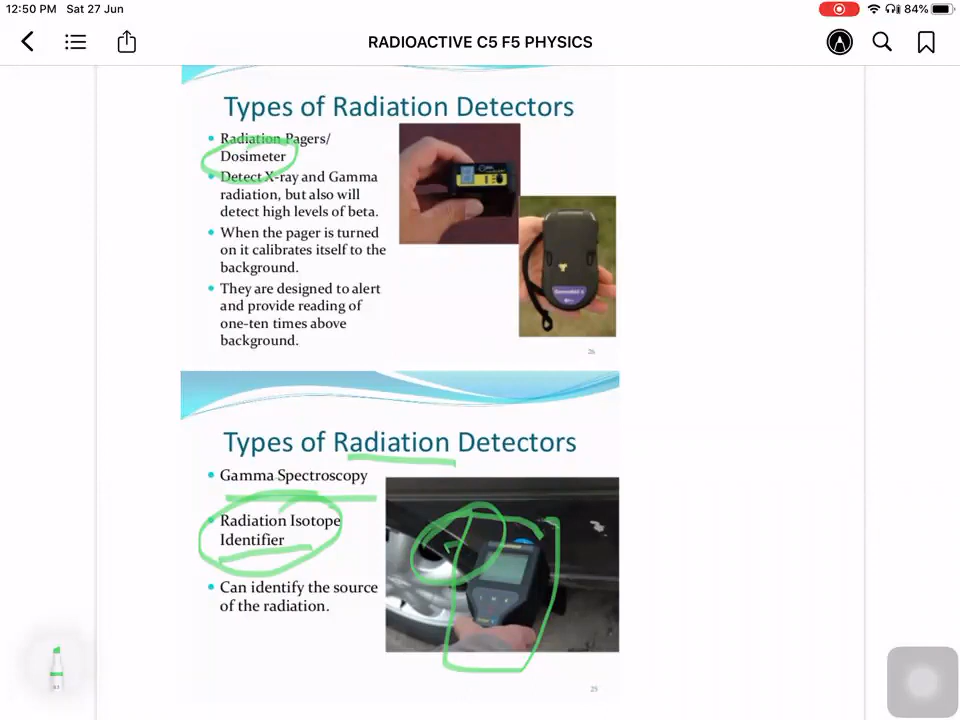 12:50 PM Sat 27 Jun
84%
RADIOACTIVE C5 F5 PHYSICS
Types of Radiation Detectors
• Radiation Pagers/
Dosimeter
• Detect X-ray and Gamma
radiation, but also will
detect high levels of beta.
• When the pager is turned
on it calibrates itself to the
background.
• They are designed to alert
and provide reading of
one-ten times above
background.
26
Types of Radiation Detectors
• Gamma Spectroscopy
• Radiation Isotope
Identifier
• Can identify the source
of the radiation.
25